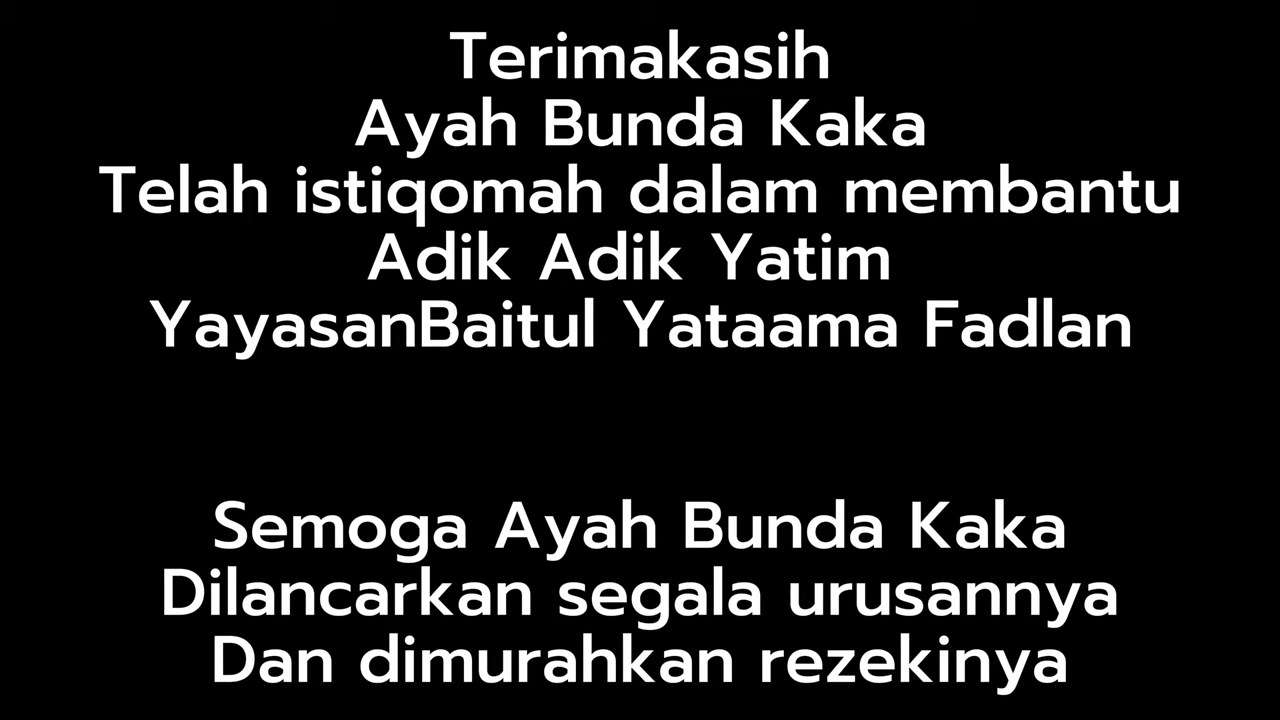 Terimakasih
Ayah Bunda Kaka
Telah istiqomah dalam membantu
Adik Adik Yatim
YayasanBaitul Yataama Fadlan
Semoga Ayah Bunda Kaka
Dilancarkan segala urusannya
Dan dimurahkan rezekinya